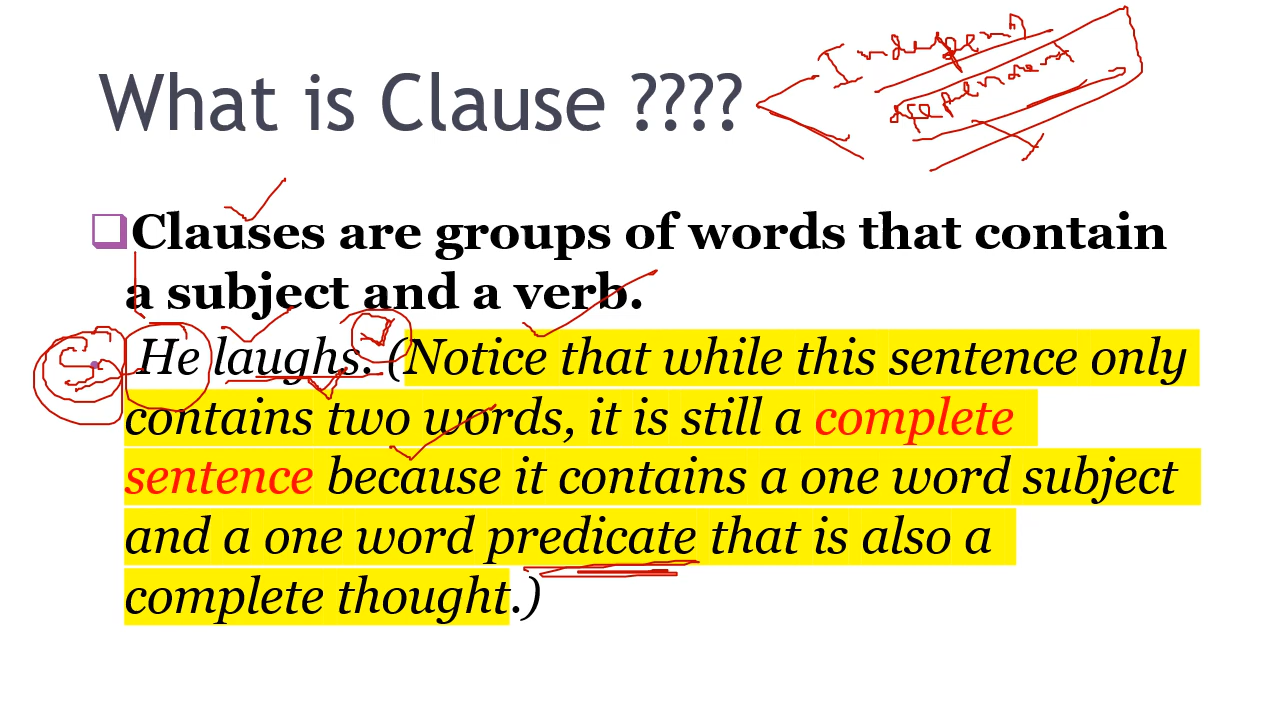 What is Clause ????
Independ
dependent
Clauses are groups of words that contain
a subject and a verb.
He laughs. (Notice that while this sentence only
contains two words, it is still a complete
sentence because it contains a one word subject
and a one word predicate that is also a
complete thought.)